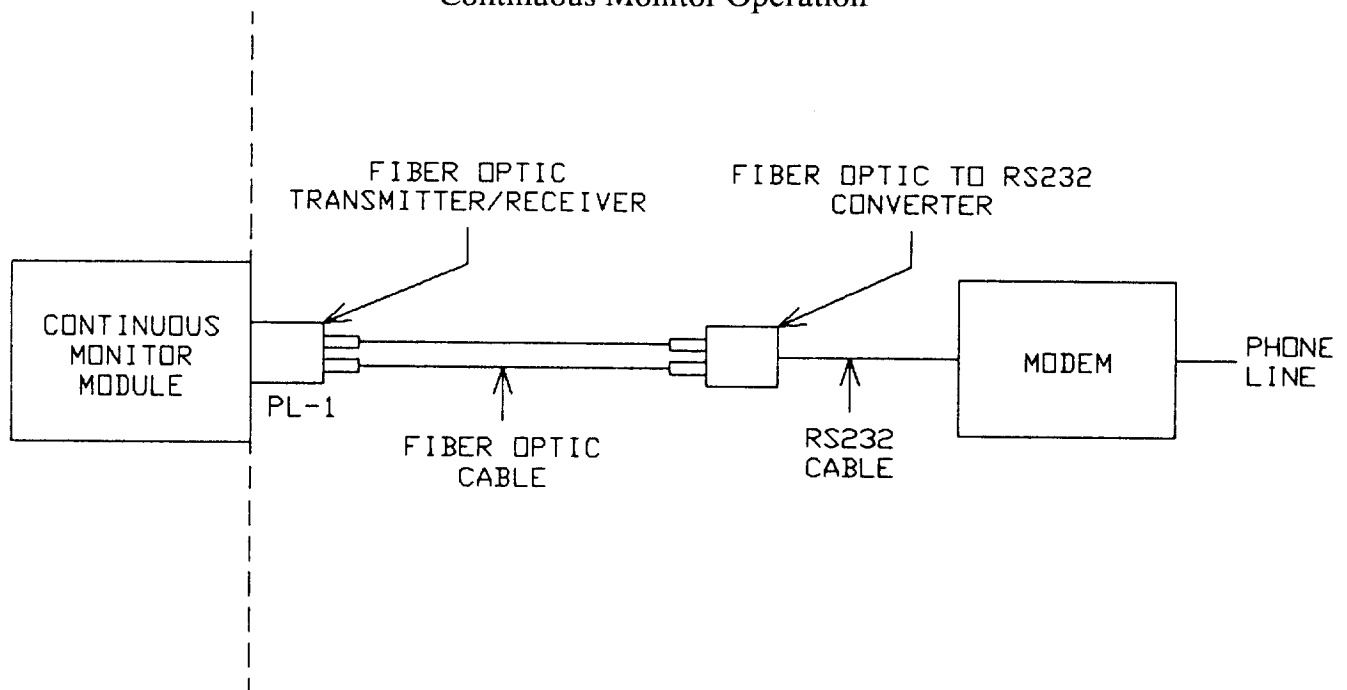 Continuous Monitor Operation
FIBER OPTIC
TRANSMITTER/RECEIVER
FIBER OPTIC TO RS232
CONVERTER
CONTINUOUS
MONITOR
MODULE
PL-1
FIBER OPTIC
CABLE
RS232
CABLE
MODEM
PHONE
LINE